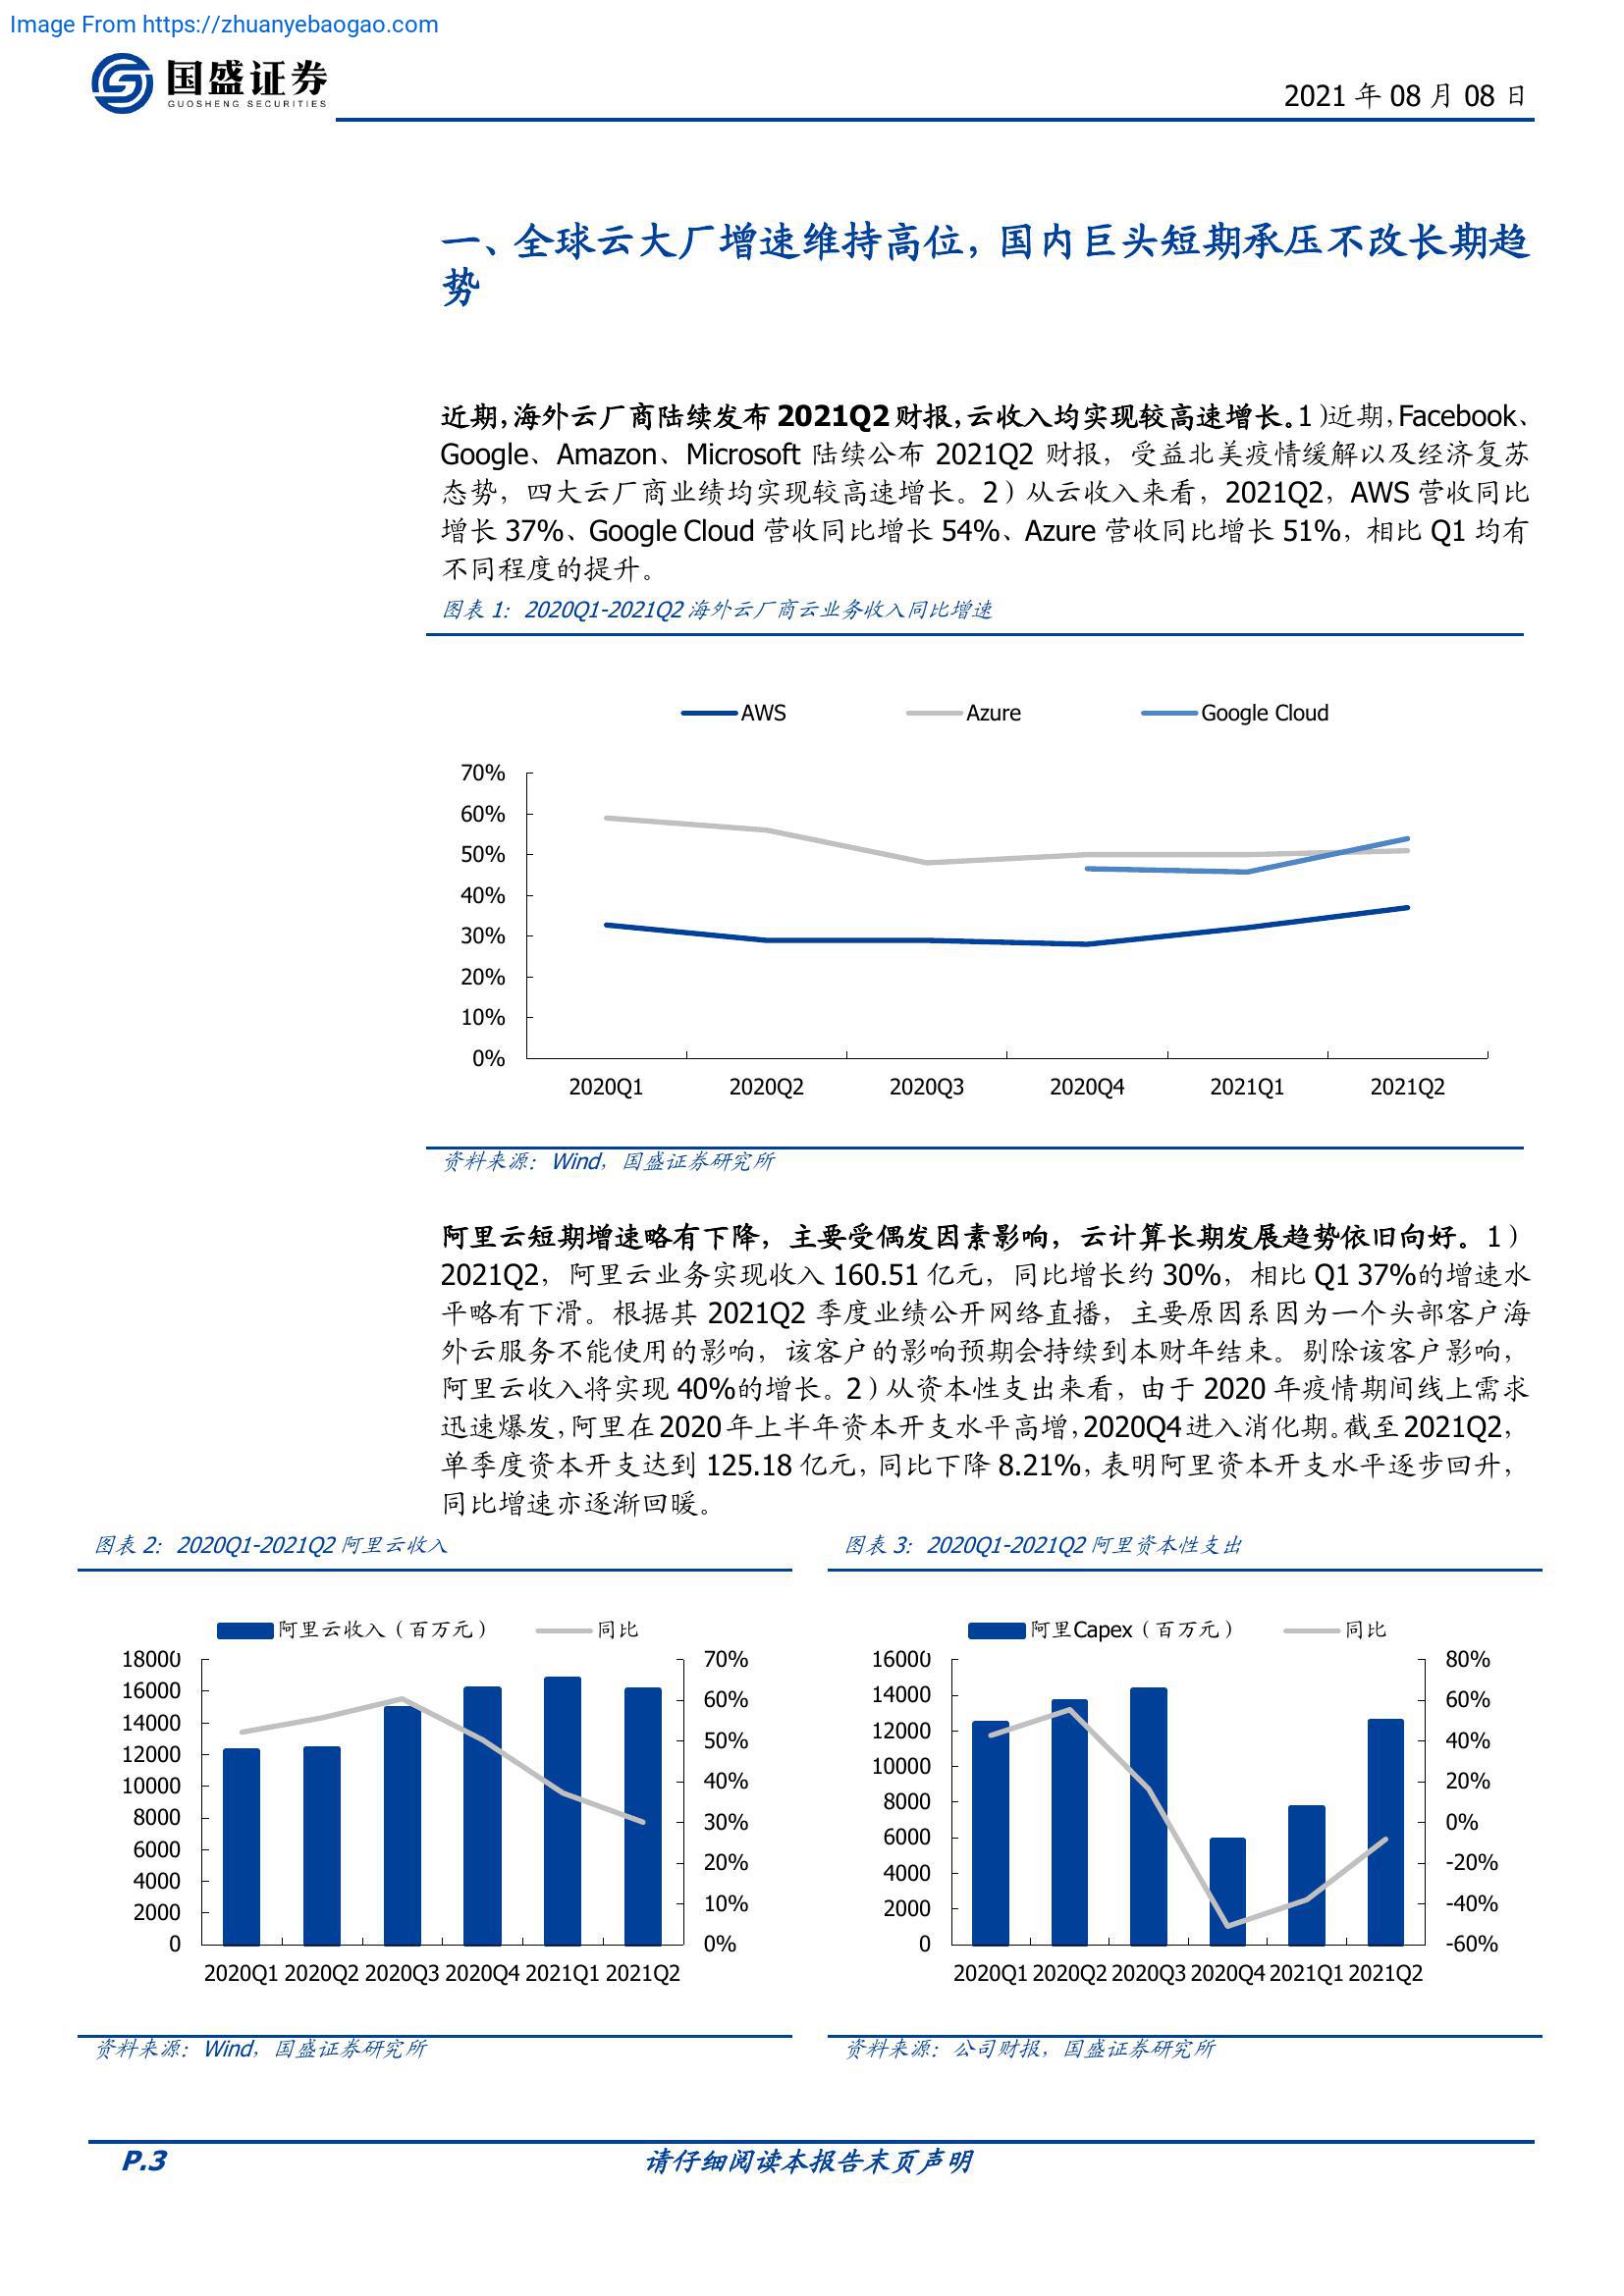 Image From https://zhuanyebaogao.com
国盛证券
GUOSHENG SECURITIES
2021 年 08 月 08 日
一、全球云大厂增速维持高位，国内巨头短期承压不改长期趋
势
近期，海外云厂商陆续发布 2021Q2 财报，云收入均实现较高速增长。1）近期，Facebook、
Google、Amazon、Microsoft 陆续公布 2021Q2 财报，受益北美疫情缓解以及经济复苏
态势，四大云厂商业绩均实现较高速增长。2）从云收入来看，2021Q2，AWS 营收同比
增长 37%、Google Cloud 营收同比增长 54%、Azure 营收同比增长 51%，相比 Q1 均有
不同程度的提升。
图表 1：2020Q1-2021Q2 海外云厂商云业务收入同比增速
AWS Azure Google Cloud
70%
60%
50%
40%
30%
20%
10%
0%
2020Q1 2020Q2 2020Q3 2020Q4 2021Q1 2021Q2
资料来源：Wind，国盛证券研究所
阿里云短期增速略有下降，主要受偶发因素影响，云计算长期发展趋势依旧向好。1）
2021Q2，阿里云业务实现收入 160.51 亿元，同比增长约 30%，相比 Q1 37%的增速水
平略有下滑。根据其 2021Q2 季度业绩公开网络直播，主要原因系因为一个头部客户海
外云服务不能使用的影响，该客户的影响预期会持续到本财年结束。剔除该客户影响，
阿里云收入将实现 40%的增长。2）从资本性支出来看，由于 2020 年疫情期间线上需求
迅速爆发，阿里在 2020 年上半年资本开支水平高增，2020Q4 进入消化期。截至 2021Q2，
单季度资本开支达到 125.18 亿元，同比下降 8.21%，表明阿里资本开支水平逐步回升，
同比增速亦逐渐回暖。
图表 2：2020Q1-2021Q2 阿里云收入
阿里云收入（百万元） 同比
18000
16000
14000
12000
10000
8000
6000
4000
2000
0
70%
60%
50%
40%
30%
20%
10%
0%
2020Q1 2020Q2 2020Q3 2020Q4 2021Q1 2021Q2
资料来源：Wind，国盛证券研究所
图表 3：2020Q1-2021Q2 阿里资本性支出
阿里Capex（百万元） 同比
16000
14000
12000
10000
8000
6000
4000
2000
0
80%
60%
40%
20%
0%
-20%
-40%
-60%
2020Q1 2020Q2 2020Q3 2020Q4 2021Q1 2021Q2
资料来源：公司财报，国盛证券研究所
P.3
请仔细阅读本报告末页声明